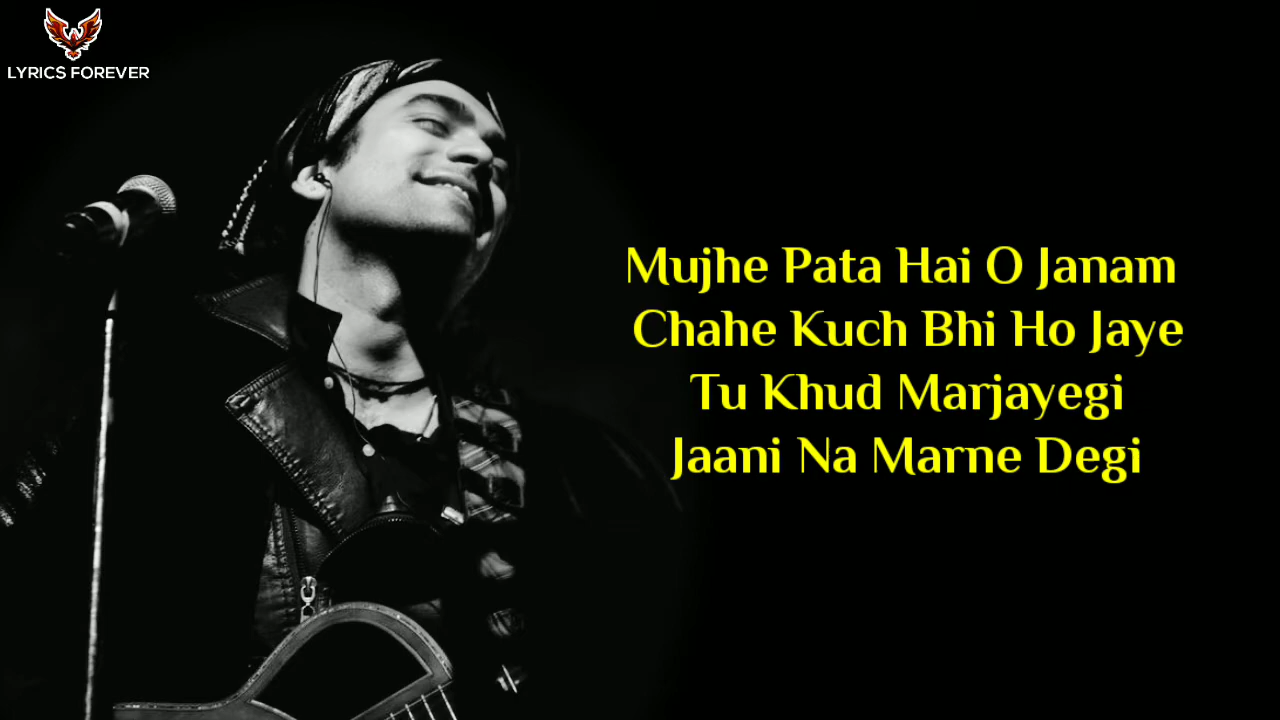 LYRICS FOREVER
Mujhe Pata Hai O Janam
Chahe Kuch Bhi Ho Jaye
Tu Khud Marjayegi
Jaani Na Marne Degi